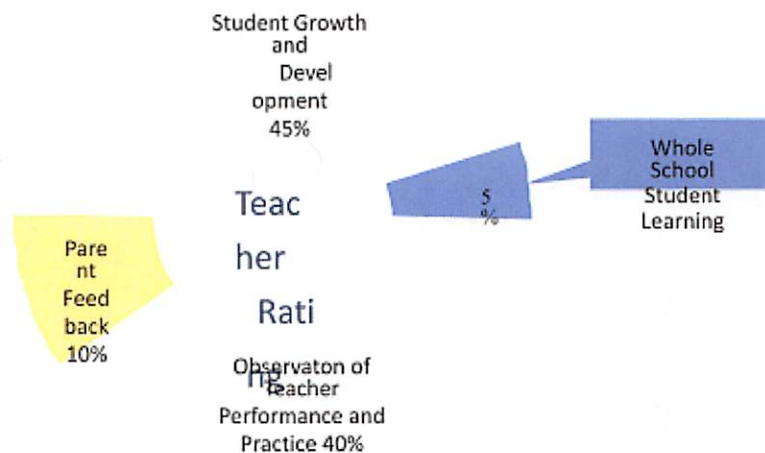 Student Growth
and
Devel
opment
45%
Whole
School
Student
Learning
5
%
Teac
her
Rati
ng
Pare
nt
Feed
back
10%
Observaton of
Teacher
Performance and
Practice 40%